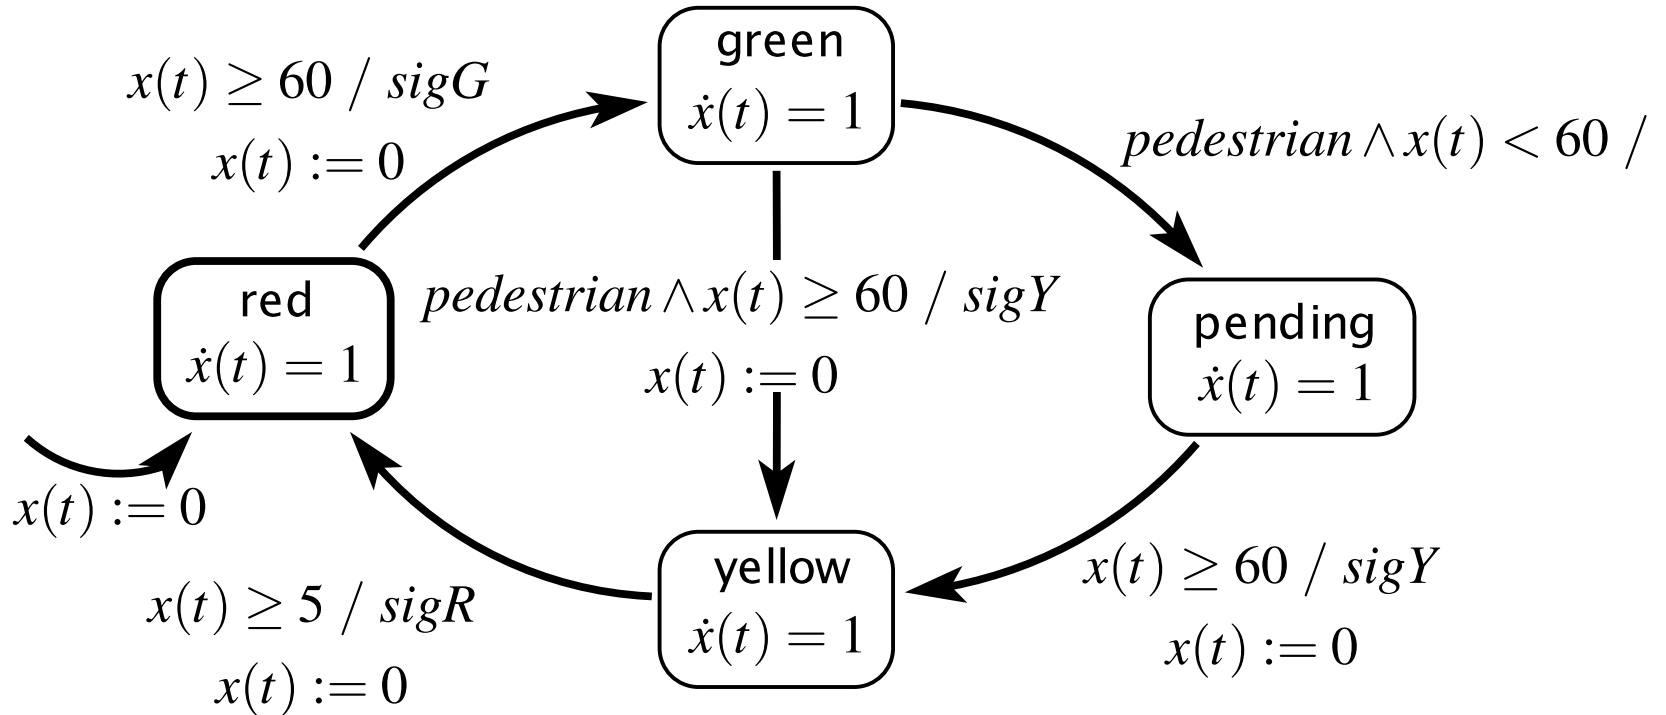 green
ẋ(t) = 1
x(t) ≥ 60 / sigG
x(t) := 0
pedestrian ∧ x(t) < 60 /
red
ẋ(t) = 1
pedestrian ∧ x(t) ≥ 60 / sigY
x(t) := 0
pending
ẋ(t) = 1
x(t) := 0
yellow
ẋ(t) = 1
x(t) ≥ 60 / sigY
x(t) := 0
x(t) ≥ 5 / sigR
x(t) := 0